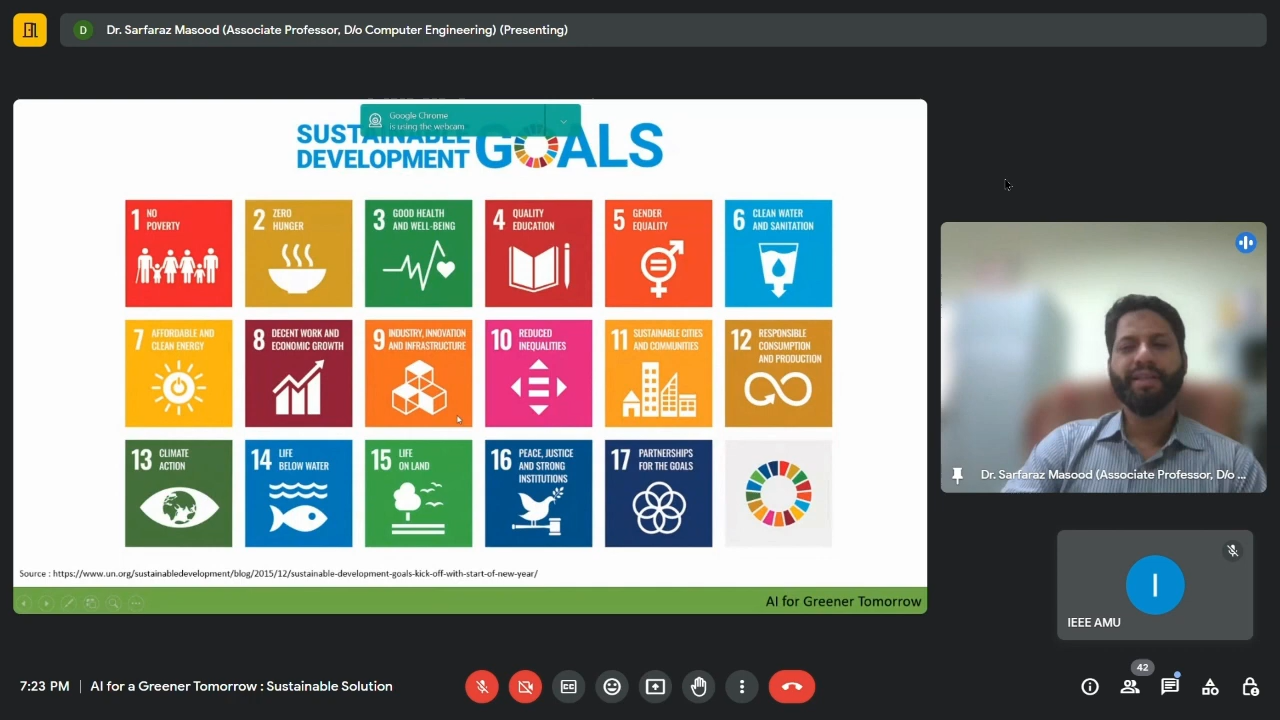 D
Dr. Sarfaraz Masood (Associate Professor, D/o Computer Engineering) (Presenting)
Google Chrome
is using the webcam
SUSTAINABLE
DEVELOPMENT GOALS
1 NO
POVERTY
2 ZERO
HUNGER
3 GOOD HEALTH
AND WELL-BEING
4 QUALITY
EDUCATION
5 GENDER
EQUALITY
6 CLEAN WATER
AND SANITATION
7 AFFORDABLE AND
CLEAN ENERGY
8 DECENT WORK AND
ECONOMIC GROWTH
9 INDUSTRY, INNOVATION
AND INFRASTRUCTURE
10 REDUCED
INEQUALITIES
11 SUSTAINABLE CITIES
AND COMMUNITIES
12 RESPONSIBLE
CONSUMPTION
AND PRODUCTION
13 CLIMATE
ACTION
14 LIFE
BELOW WATER
15 LIFE
ON LAND
16 PEACE, JUSTICE
AND STRONG
INSTITUTIONS
17 PARTNERSHIPS
FOR THE GOALS
Source : https://www.un.org/sustainabledevelopment/blog/2015/12/sustainable-development-goals-kick-off-with-start-of-new-year/
AI for Greener Tomorrow
Dr. Sarfaraz Masood (Associate Professor, D/o ...
I
IEEE AMU
7:23 PM | AI for a Greener Tomorrow : Sustainable Solution
42